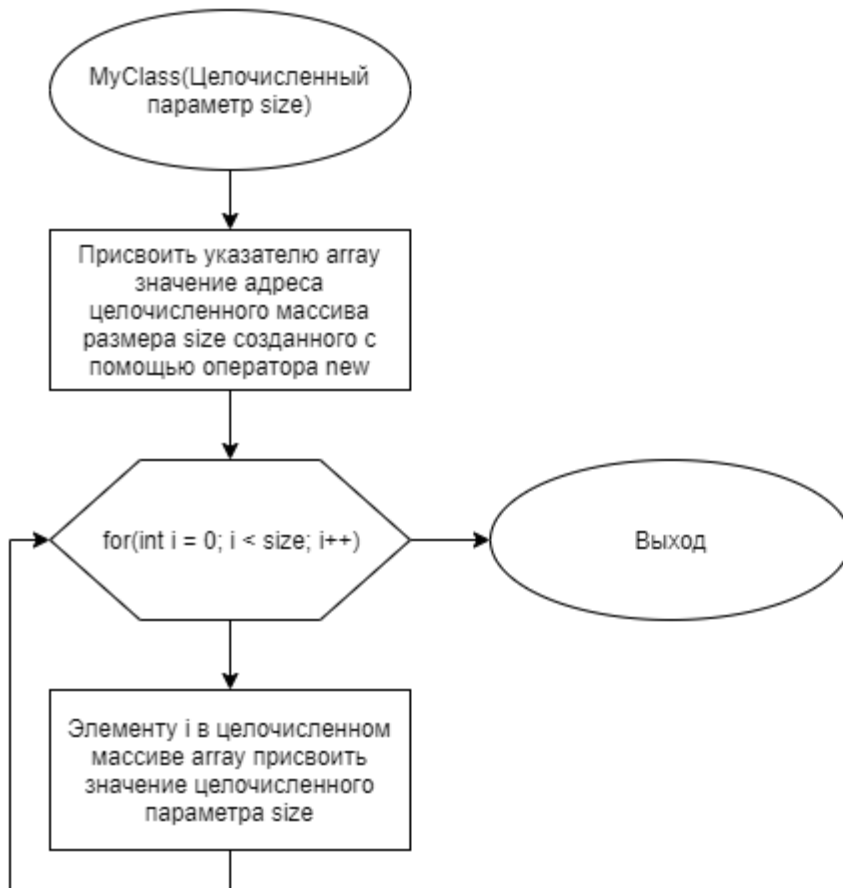 MyClass(Целочисленный
параметр size)
Присвоить указателю array
значение адреса
целочисленного массива
размера size созданного с
помощью оператора new
for(int i = 0; i < size; i++)
Выход
Элементу i в целочисленном
массиве array присвоить
значение целочисленного
параметра size